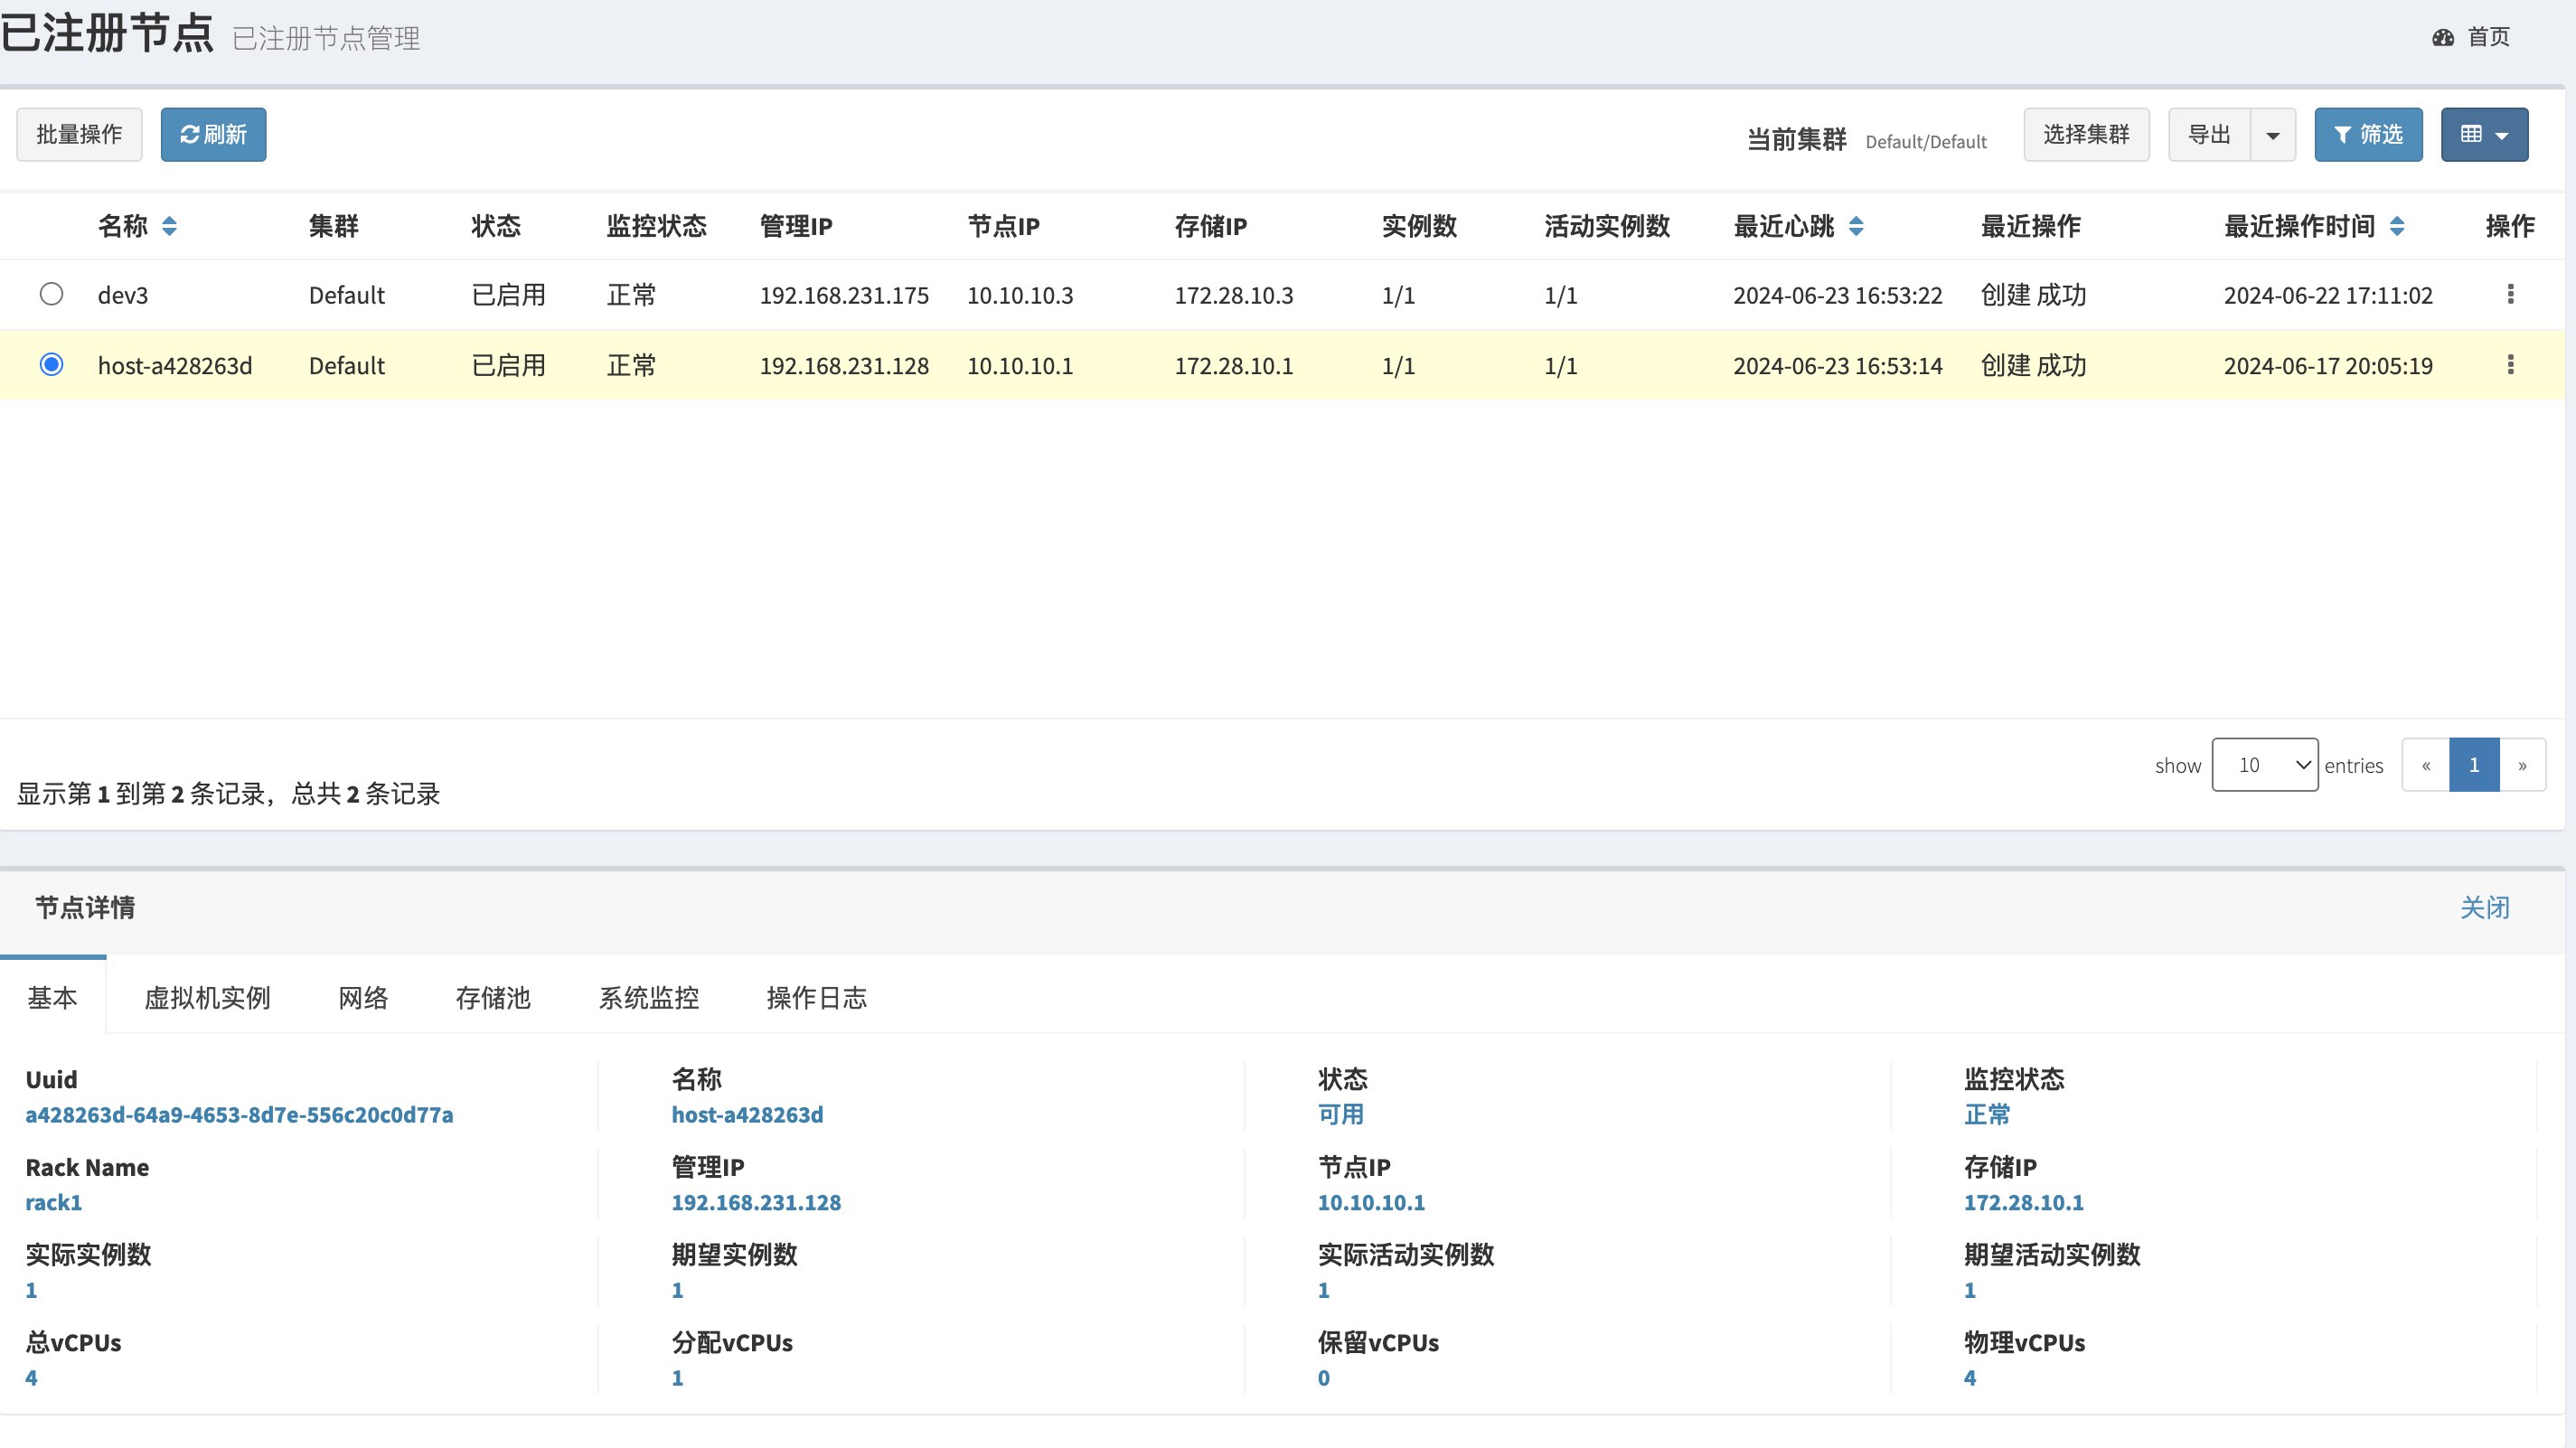 已注册节点 已注册节点管理 首页
批量操作 刷新 当前集群 Default/Default 选择集群 导出 筛选
名称 集群 状态 监控状态 管理IP 节点IP 存储IP 实例数 活动实例数 最近心跳 最近操作 最近操作时间 操作
dev3 Default 已启用 正常 192.168.231.175 10.10.10.3 172.28.10.3 1/1 1/1 2024-06-23 16:53:22 创建 成功 2024-06-22 17:11:02
host-a428263d Default 已启用 正常 192.168.231.128 10.10.10.1 172.28.10.1 1/1 1/1 2024-06-23 16:53:14 创建 成功 2024-06-17 20:05:19
show 10 entries « 1 »
显示第 1 到第 2 条记录，总共 2 条记录
节点详情 关闭
基本 虚拟机实例 网络 存储池 系统监控 操作日志
Uuid 名称 状态 监控状态
a428263d-64a9-4653-8d7e-556c20c0d77a host-a428263d 可用 正常
Rack Name 管理IP 节点IP 存储IP
rack1 192.168.231.128 10.10.10.1 172.28.10.1
实际实例数 期望实例数 实际活动实例数 期望活动实例数
1 1 1 1
总vCPUs 分配vCPUs 保留vCPUs 物理vCPUs
4 1 0 4